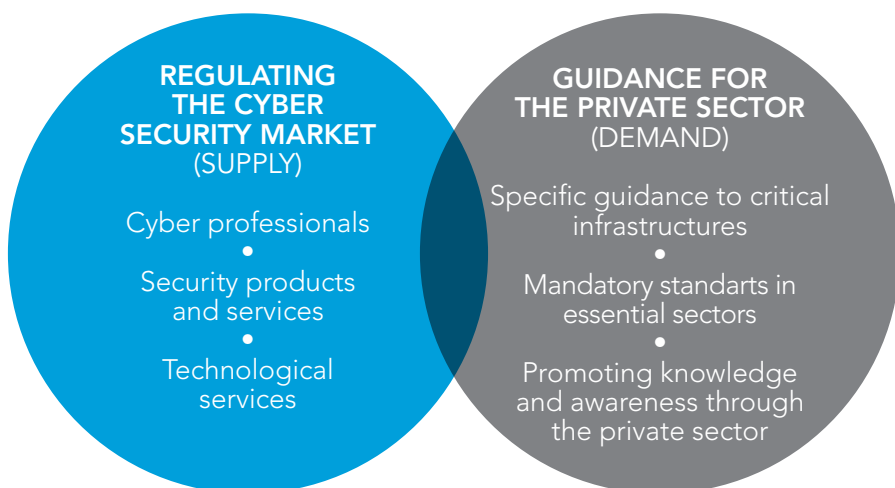 REGULATING
THE CYBER
SECURITY MARKET
(SUPPLY)
Cyber professionals
•
Security products
and services
•
Technological
services
GUIDANCE FOR
THE PRIVATE SECTOR
(DEMAND)
Specific guidance to critical
infrastructures
•
Mandatory standarts in
essential sectors
•
Promoting knowledge
and awareness through
the private sector